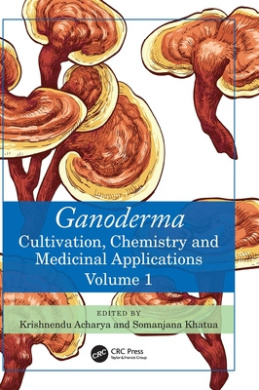 Ganoderma
Cultivation, Chemistry and
Medicinal Applications
Volume 1
EDITED BY
Krishnendu Acharya and Somanjana Khatua
CRC
CRC Press
Taylor & Francis Group